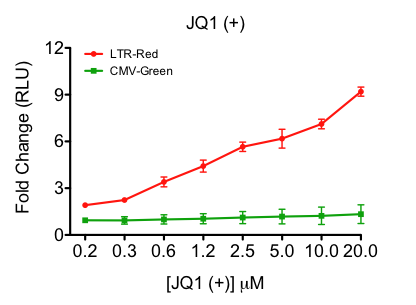 JQ1 (+)
12
LTR-Red
CMV-Green
9
6
3
0
Fold Change (RLU)
0.2 0.3 0.6 1.2 2.5 5.0 10.0 20.0
[JQ1 (+)] μM